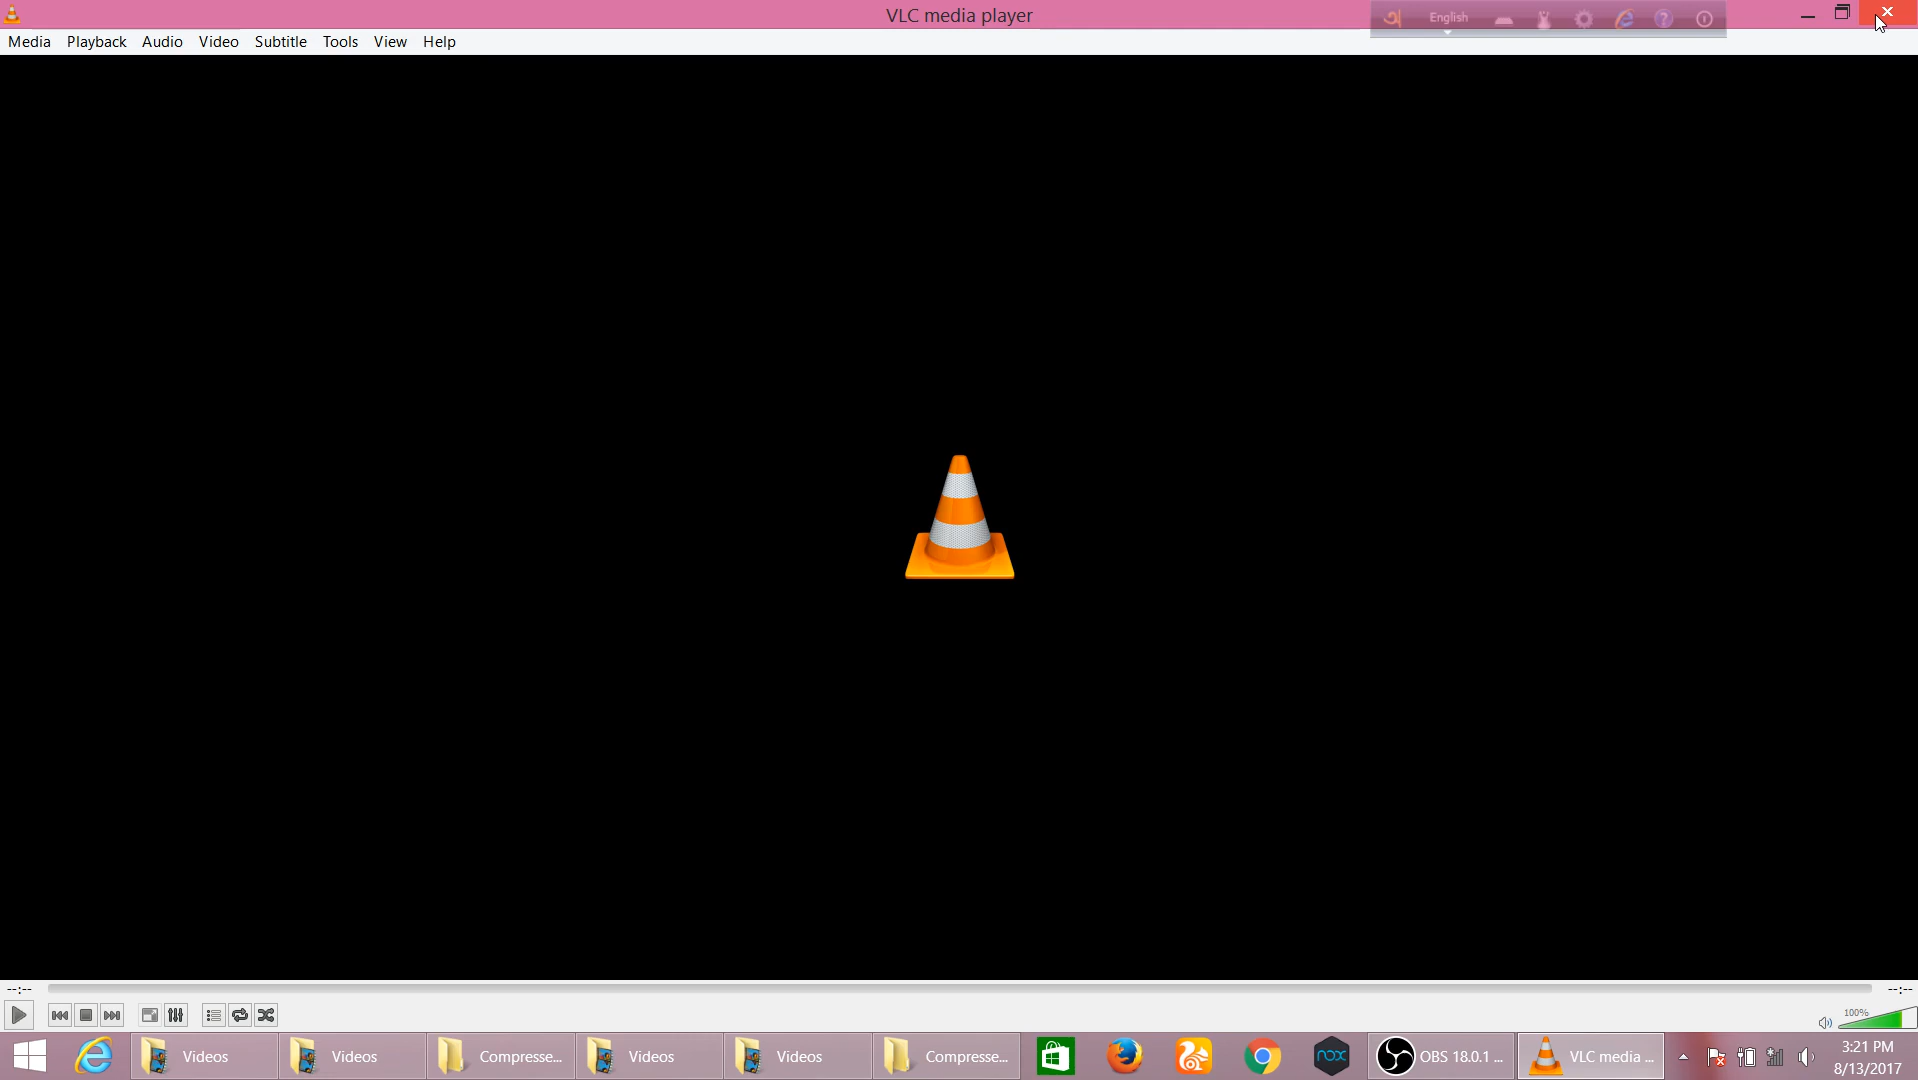 VLC media player
অ English
Media Playback Audio Video Subtitle Tools View Help
--:-- --:--
100%
Videos Videos Compresse... Videos Videos Compresse... nox OBS 18.0.1 ... VLC media ...
3:21 PM
8/13/2017